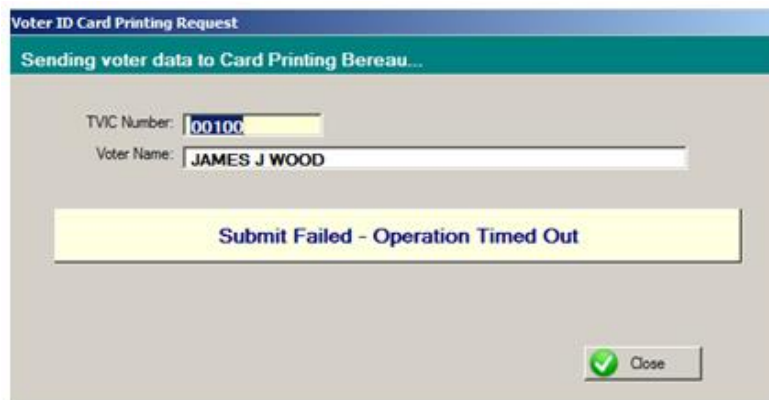 Voter ID Card Printing Request
Sending voter data to Card Printing Bereau...
TVIC Number: 00100
Voter Name: JAMES J WOOD
Submit Failed - Operation Timed Out
Close